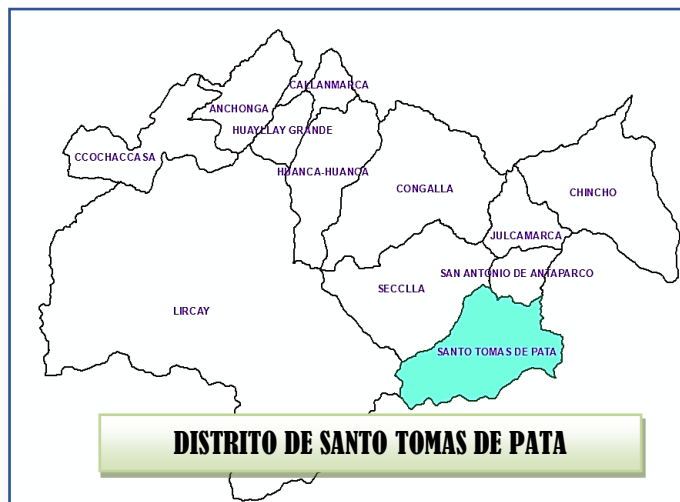 CALLANMARCA
ANCHONGA
HUAYLLAY GRANDE
CCOCHACCASA
HUANCA-HUANCA
CONGALLA
CHINCHO
JULCAMARCA
SAN ANTONIO DE ANTAPARCO
SECCLLA
LIRCAY
SANTO TOMAS DE PATA
DISTRITO DE SANTO TOMAS DE PATA